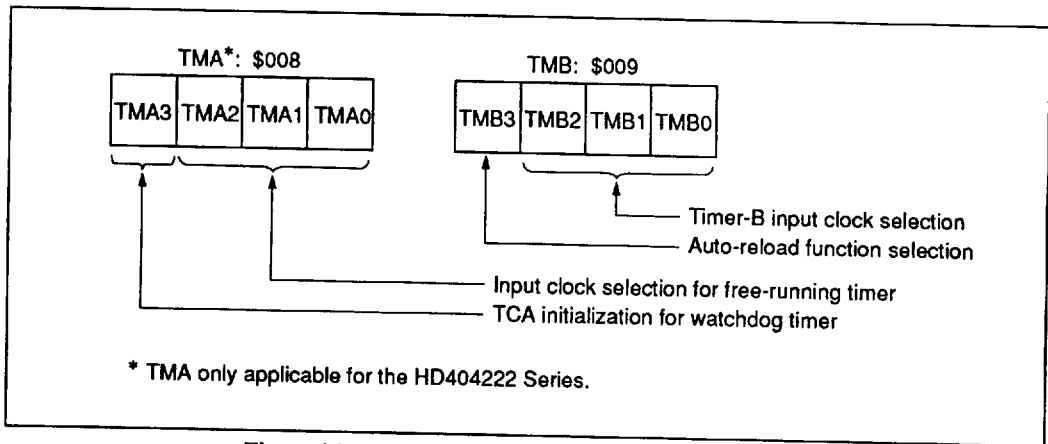 TMA*: $008
TMB: $009
TMA3 TMA2 TMA1 TMA0
TMB3 TMB2 TMB1 TMB0
Timer-B input clock selection
Auto-reload function selection
Input clock selection for free-running timer
TCA initialization for watchdog timer
* TMA only applicable for the HD404222 Series.